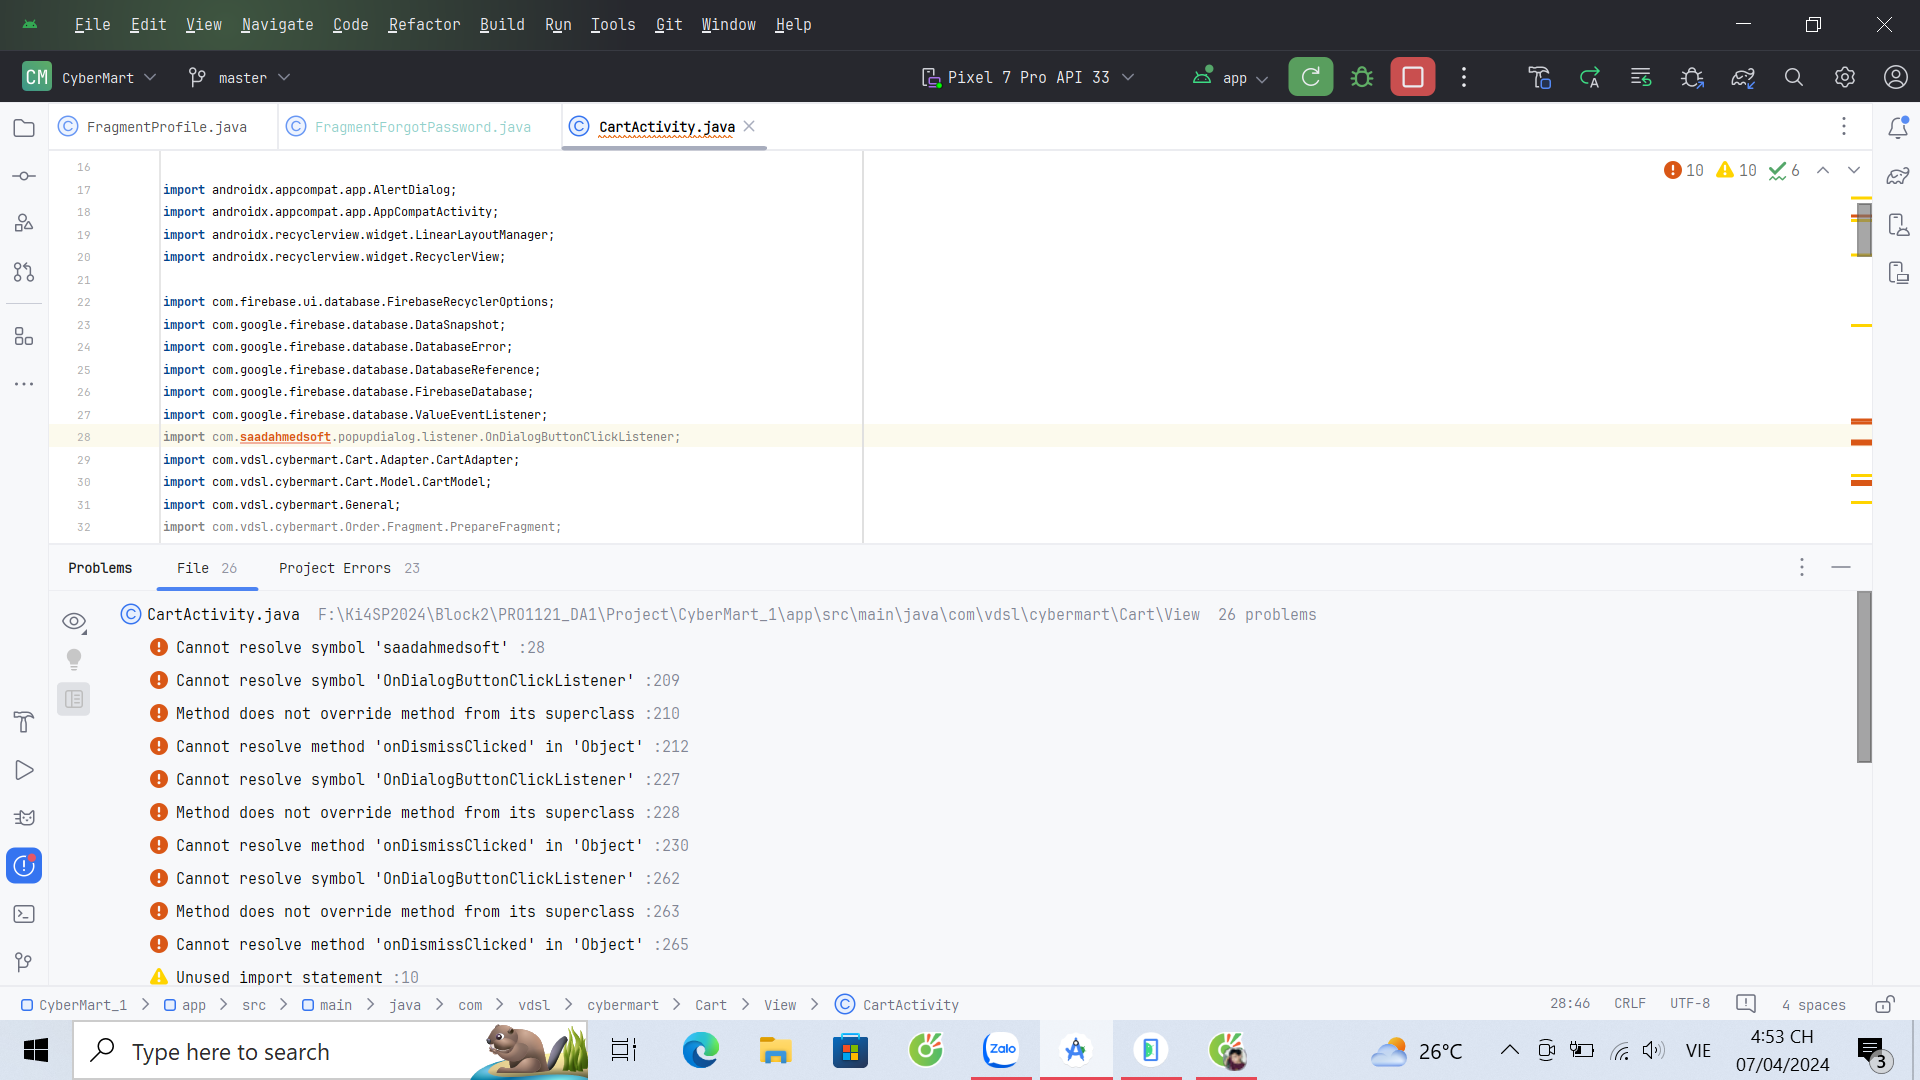 File Edit View Navigate Code Refactor Build Run Tools Git Window Help
CM CyberMart master Pixel 7 Pro API 33 app
FragmentProfile.java FragmentForgotPassword.java CartActivity.java
10 10 6
16
17 import androidx.appcompat.app.AlertDialog;
18 import androidx.appcompat.app.AppCompatActivity;
19 import androidx.recyclerview.widget.LinearLayoutManager;
20 import androidx.recyclerview.widget.RecyclerView;
21
22 import com.firebase.ui.database.FirebaseRecyclerOptions;
23 import com.google.firebase.database.DataSnapshot;
24 import com.google.firebase.database.DatabaseError;
25 import com.google.firebase.database.DatabaseReference;
26 import com.google.firebase.database.FirebaseDatabase;
27 import com.google.firebase.database.ValueEventListener;
28 import com.saadahmedsoft.popupdialog.listener.OnDialogButtonClickListener;
29 import com.vdsl.cybermart.Cart.Adapter.CartAdapter;
30 import com.vdsl.cybermart.Cart.Model.CartModel;
31 import com.vdsl.cybermart.General;
32 import com.vdsl.cybermart.Order.Fragment.PrepareFragment;
Problems File 26 Project Errors 23
CartActivity.java F:\Ki4SP2024\Block2\PRO1121_DA1\Project\CyberMart_1\app\src\main\java\com\vdsl\cybermart\Cart\View 26 problems
Cannot resolve symbol 'saadahmedsoft' :28
Cannot resolve symbol 'OnDialogButtonClickListener' :209
Method does not override method from its superclass :210
Cannot resolve method 'onDismissClicked' in 'Object' :212
Cannot resolve symbol 'OnDialogButtonClickListener' :227
Method does not override method from its superclass :228
Cannot resolve method 'onDismissClicked' in 'Object' :230
Cannot resolve symbol 'OnDialogButtonClickListener' :262
Method does not override method from its superclass :263
Cannot resolve method 'onDismissClicked' in 'Object' :265
Unused import statement :10
CyberMart_1 > app > src > main > java > com > vdsl > cybermart > Cart > View > CartActivity 28:46 CRLF UTF-8 4 spaces
Type here to search Zalo 26°C VIE 4:53 CH
07/04/2024 3